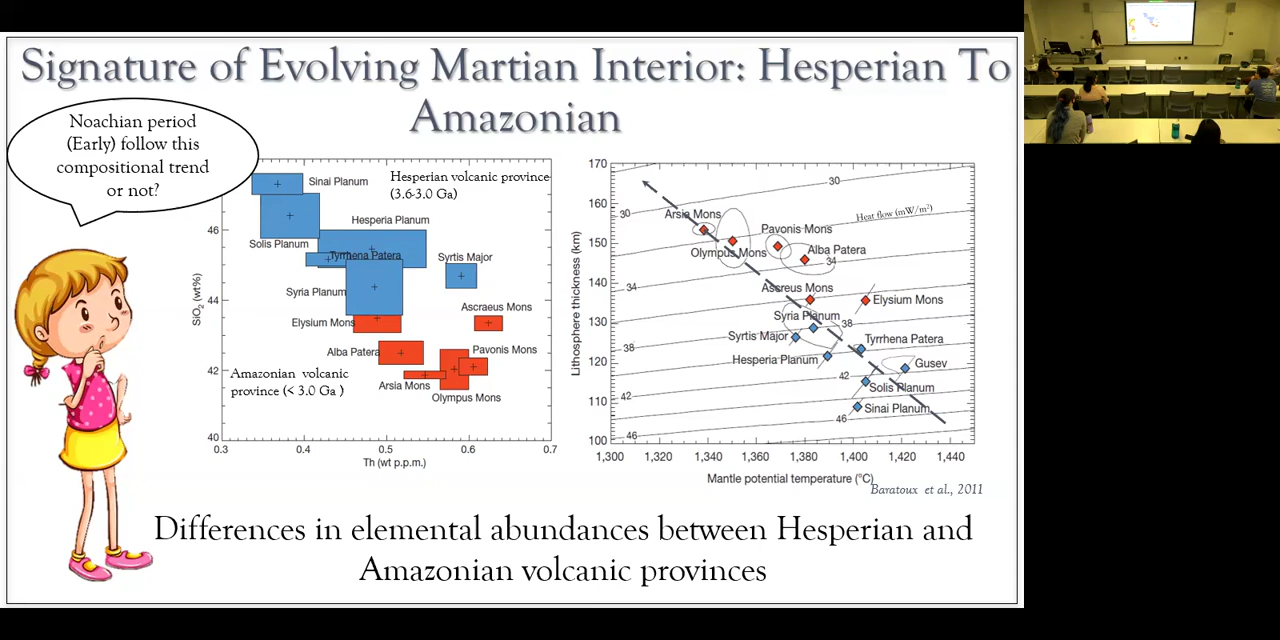 Signature of Evolving Martian Interior: Hesperian To
Amazonian
Noachian period
(Early) follow this
compositional trend
or not?
Hesperian volcanic province
(3.6-3.0 Ga)
Sinai Planum
Solis Planum
Hesperia Planum
Tyrrhena Patera
Syrtis Major
Syria Planum
Ascraeus Mons
Elysium Mons
Alba Patera
Pavonis Mons
Arsia Mons
Olympus Mons
Amazonian volcanic
province (< 3.0 Ga )
SiO2 (wt%)
46
44
42
40
0.3 0.4 0.5 0.6 0.7
Th (wt p.p.m.)
Lithosphere thickness (km)
170
160
150
140
130
120
110
100
30
30
Heat flow (mW/m²)
34
34
38
38
42
42
46
46
Arsia Mons
Olympus Mons
Pavonis Mons
Alba Patera
Ascreus Mons
Elysium Mons
Syria Planum
Syrtis Major
Tyrrhena Patera
Hesperia Planum
Gusev
Solis Planum
Sinai Planum
1,300 1,320 1,340 1,360 1,380 1,400 1,420 1,440
Mantle potential temperature (°C)
Baratoux et al., 2011
Differences in elemental abundances between Hesperian and
Amazonian volcanic provinces